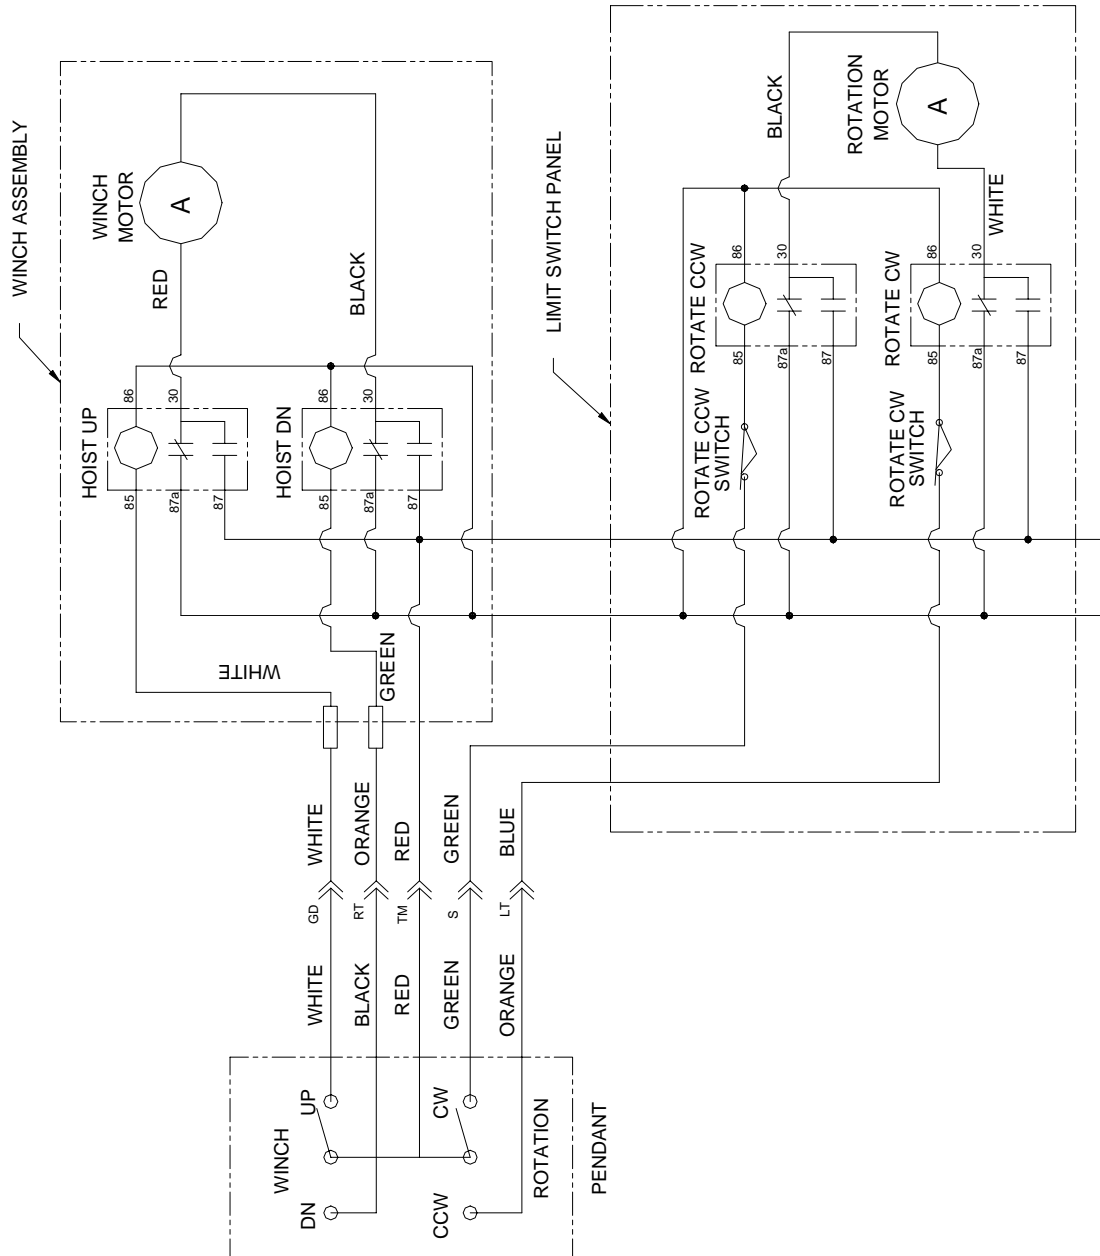 WINCH ASSEMBLY
WINCH
MOTOR
A
RED
BLACK
HOIST UP
86
30
85
87a
87
HOIST DN
86
30
85
87a
87
WHITE
GREEN
LIMIT SWITCH PANEL
BLACK
ROTATION
MOTOR
A
WHITE
ROTATE CCW
86
30
85
87a
87
ROTATE CW
86
30
85
87a
87
ROTATE CCW
SWITCH
ROTATE CW
SWITCH
WHITE
ORANGE
RED
GREEN
BLUE
GD
RT
TM
S
LT
WHITE
BLACK
RED
GREEN
ORANGE
WINCH
UP
DN
CW
CCW
ROTATION
PENDANT